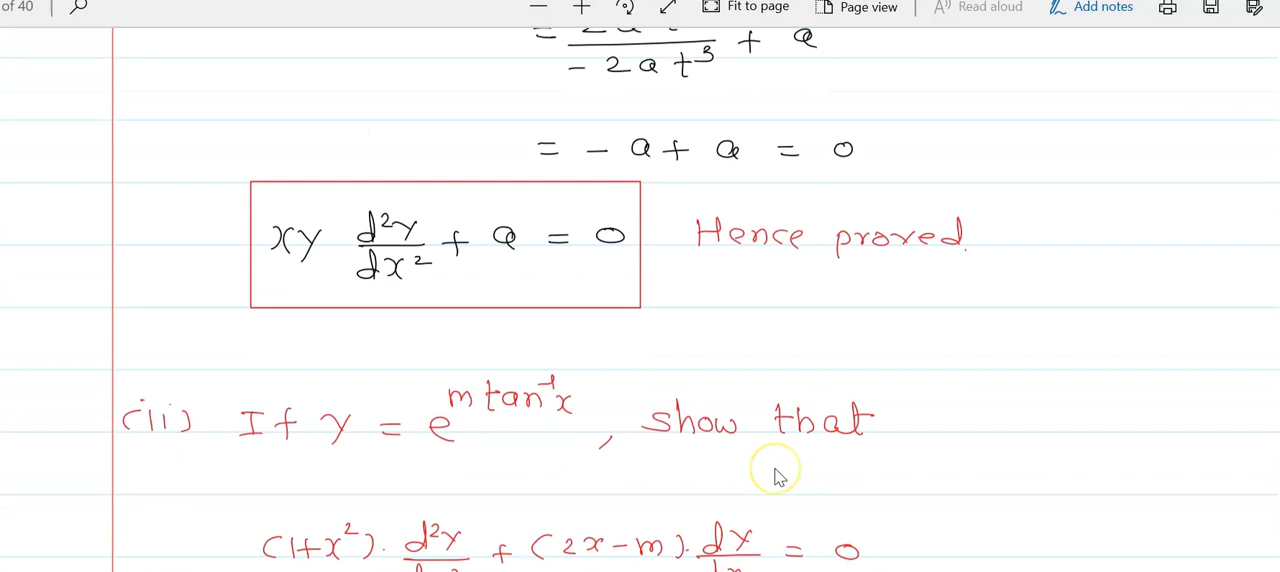 of 40 Fit to page Page view Read aloud Add notes
- 2at³ + a
= - a + a = 0
xy d²y/dx² + a = 0 Hence proved.
(ii) If y = e^(m tan⁻¹x), show that
(1+x²). d²y + (2x-m). dy = 0